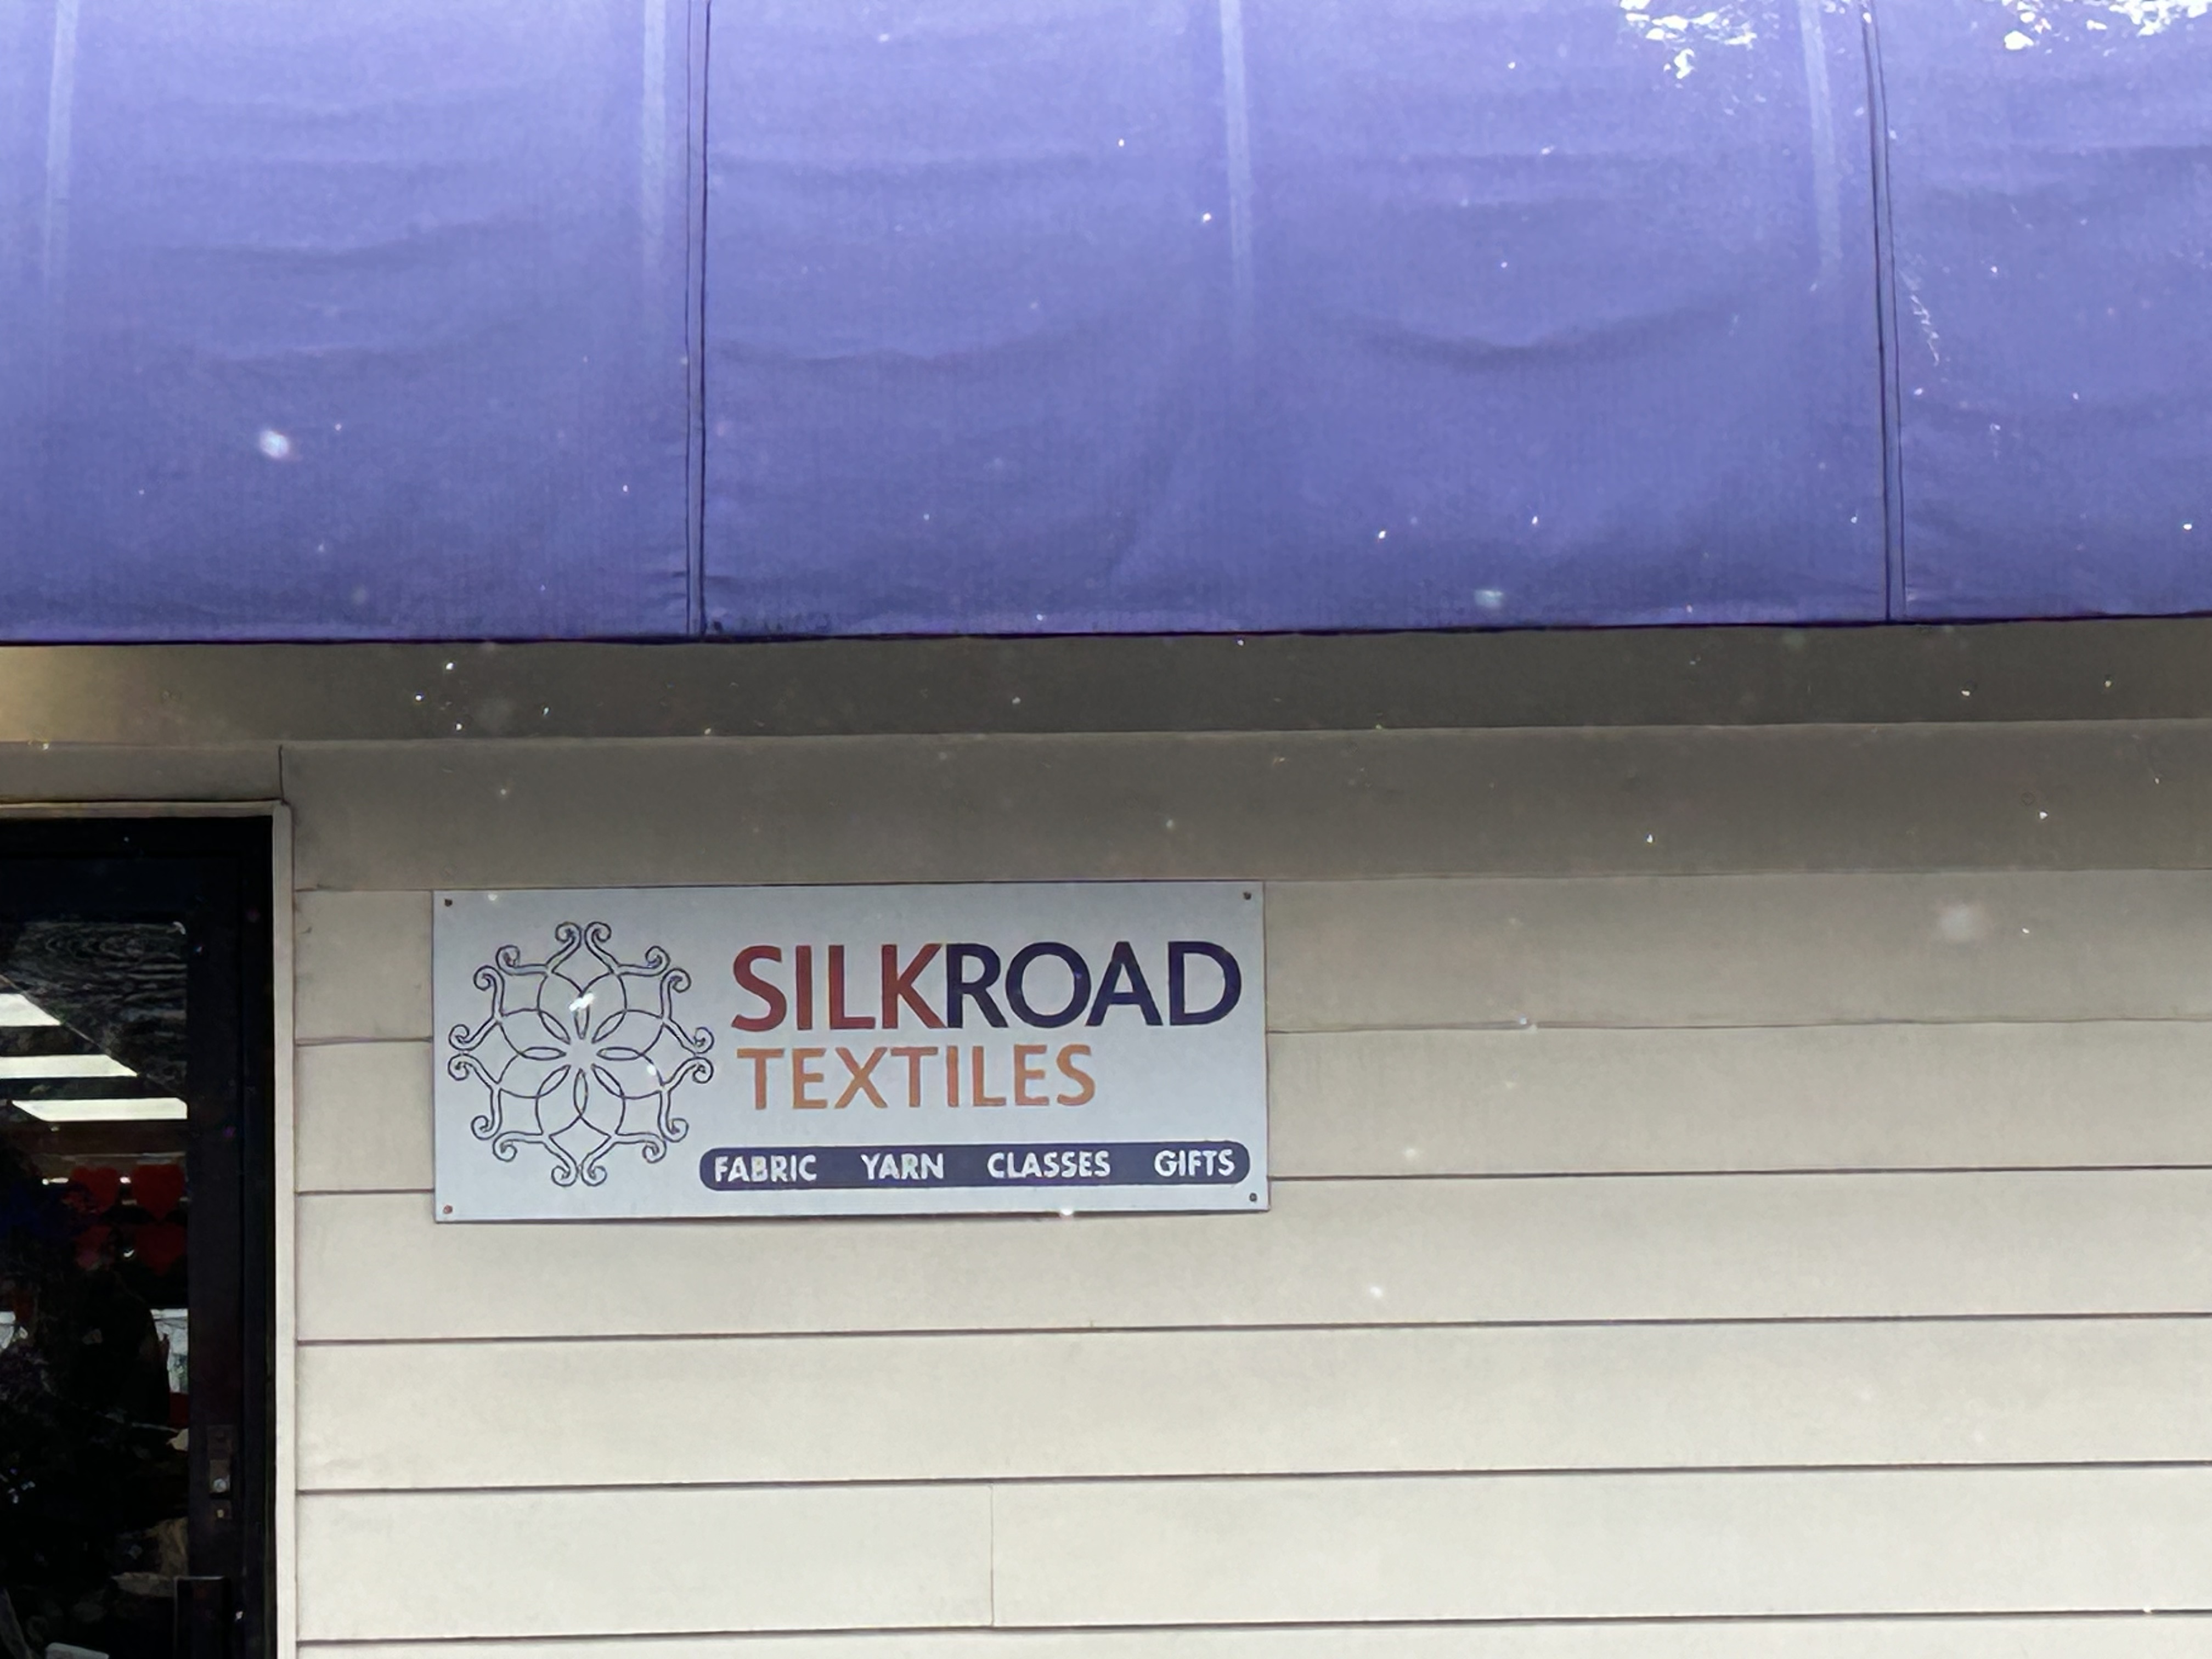 SILKROAD
TEXTILES
FABRIC YARN CLASSES GIFTS